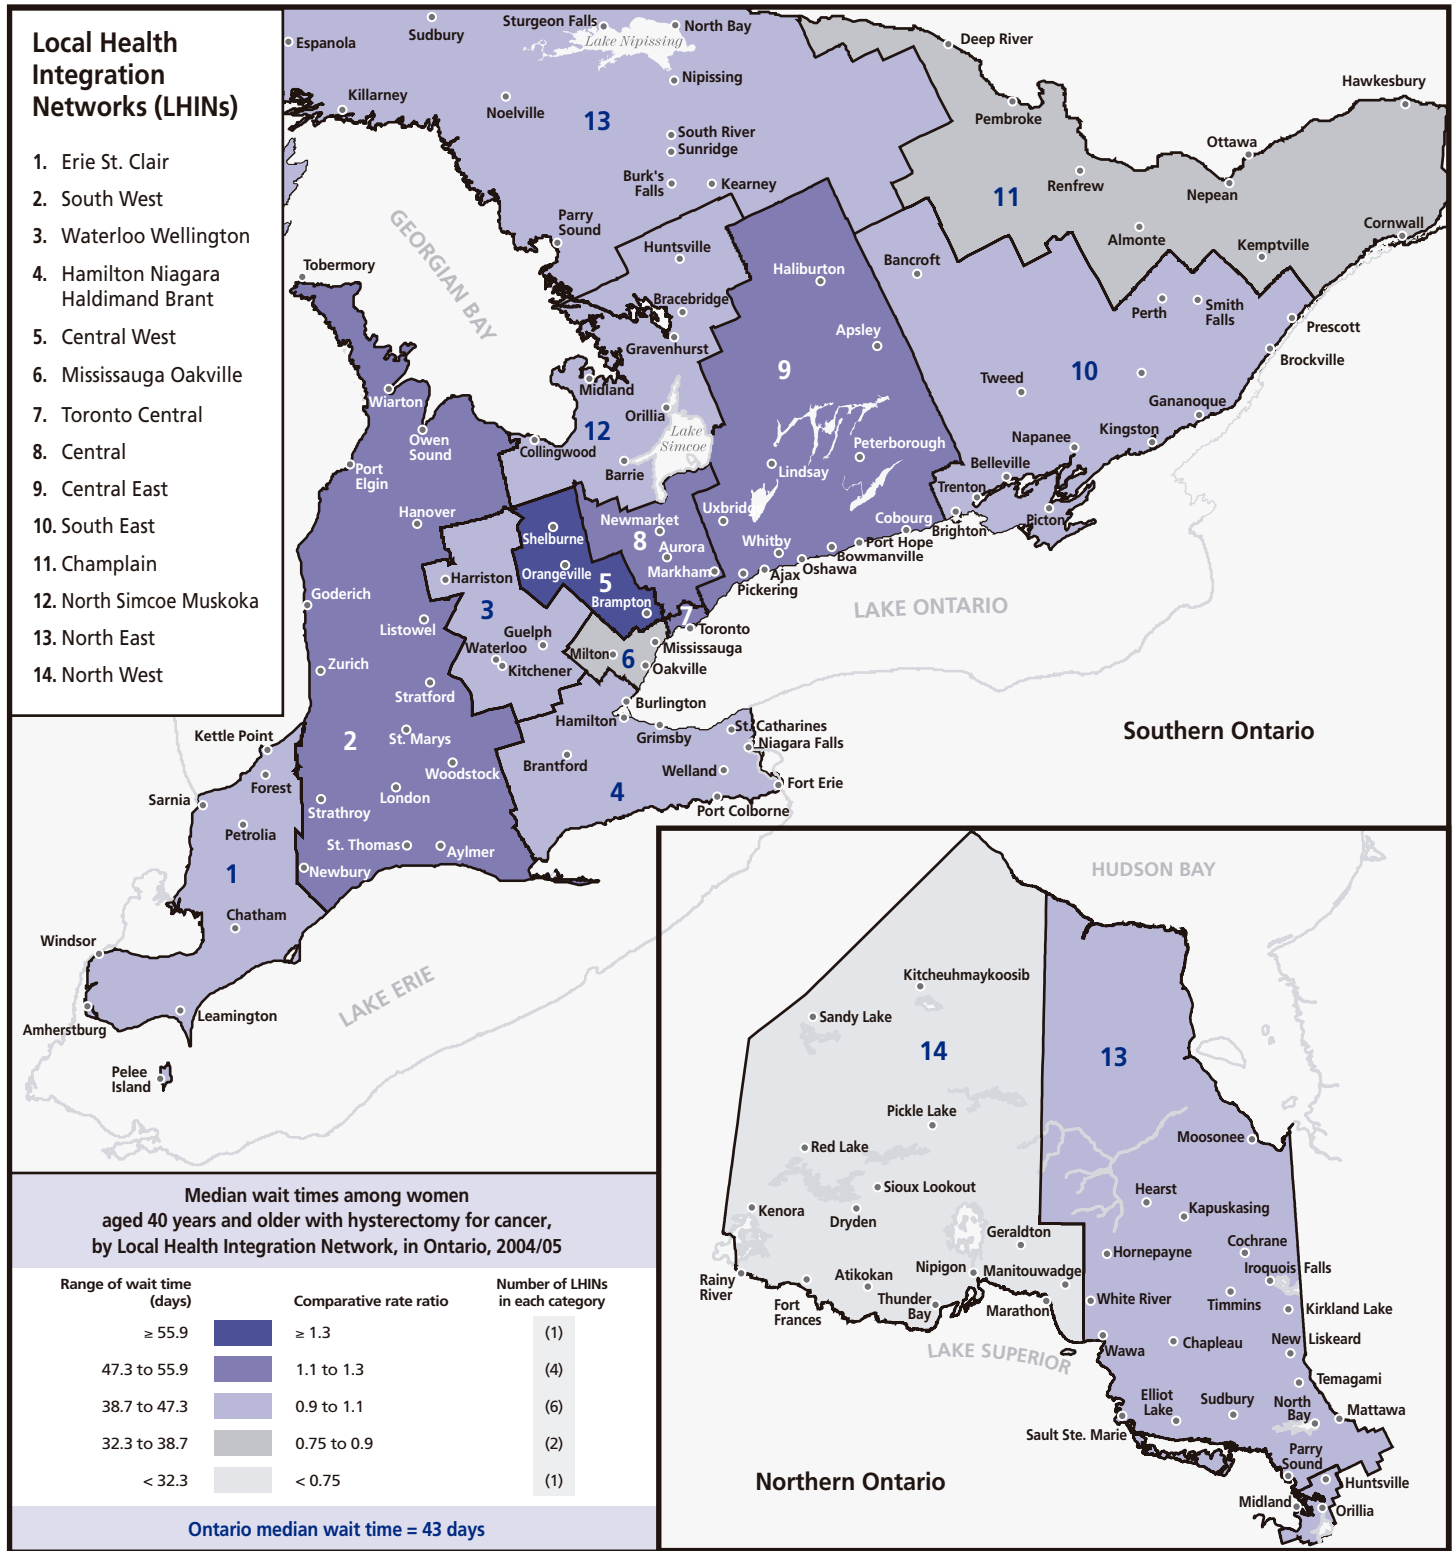 Local Health
Integration
Networks (LHINs)
1. Erie St. Clair
2. South West
3. Waterloo Wellington
4. Hamilton Niagara
Haldimand Brant
5. Central West
6. Mississauga Oakville
7. Toronto Central
8. Central
9. Central East
10. South East
11. Champlain
12. North Simcoe Muskoka
13. North East
14. North West
Espanola
Sudbury
Sturgeon Falls
North Bay
Lake Nipissing
Nipissing
Killarney
Noelville
13
South River
Sunridge
Burk's
Falls
Kearney
Parry
Sound
Deep River
Pembroke
Hawkesbury
Ottawa
Renfrew
Nepean
11
Almonte
Kemptville
Cornwall
GEORGIAN BAY
Tobermory
Huntsville
Bracebridge
Gravenhurst
Midland
Orillia
12
Lake
Simcoe
Collingwood
Barrie
Haliburton
Apsley
9
Peterborough
Lindsay
Uxbridg
Whitby
Cobourg
Port Hope
Bowmanville
Oshawa
Ajax
Pickering
Bancroft
Perth
Smith
Falls
Prescott
Brockville
10
Tweed
Gananoque
Kingston
Napanee
Belleville
Trenton
Picton
Brighton
Wiarton
Owen
Sound
Port
Elgin
Hanover
Newmarket
8
Aurora
Markham
Shelburne
Orangeville
5
Brampton
7
Toronto
Mississauga
Milton
6
Oakville
LAKE ONTARIO
Harriston
3
Guelph
Waterloo
Kitchener
Goderich
Listowel
Zurich
Stratford
2
St. Marys
Woodstock
London
Strathroy
St. Thomas
Aylmer
Newbury
Burlington
Hamilton
Grimsby
St. Catharines
Niagara Falls
Brantford
Welland
4
Fort Erie
Port Colborne
Southern Ontario
Kettle Point
Forest
Sarnia
Petrolia
1
Chatham
Windsor
Amherstburg
Leamington
LAKE ERIE
Pelee
Island
HUDSON BAY
Kitcheuhmaykoosib
Sandy Lake
14
13
Pickle Lake
Red Lake
Moosonee
Sioux Lookout
Kenora
Dryden
Hearst
Kapuskasing
Geraldton
Hornepayne
Cochrane
Iroquois Falls
Rainy
River
Atikokan
Nipigon
Manitouwadge
Fort
Frances
Thunder
Bay
Marathon
White River
Timmins
Kirkland Lake
LAKE SUPERIOR
Wawa
Chapleau
New Liskeard
Temagami
Elliot
Lake
Sudbury
North
Bay
Mattawa
Sault Ste. Marie
Parry
Sound
Huntsville
Midland
Orillia
Northern Ontario
Median wait times among women
aged 40 years and older with hysterectomy for cancer,
by Local Health Integration Network, in Ontario, 2004/05
Range of wait time
(days)
Comparative rate ratio
Number of LHINs
in each category
≥ 55.9 ≥ 1.3 (1)
47.3 to 55.9 1.1 to 1.3 (4)
38.7 to 47.3 0.9 to 1.1 (6)
32.3 to 38.7 0.75 to 0.9 (2)
< 32.3 < 0.75 (1)
Ontario median wait time = 43 days